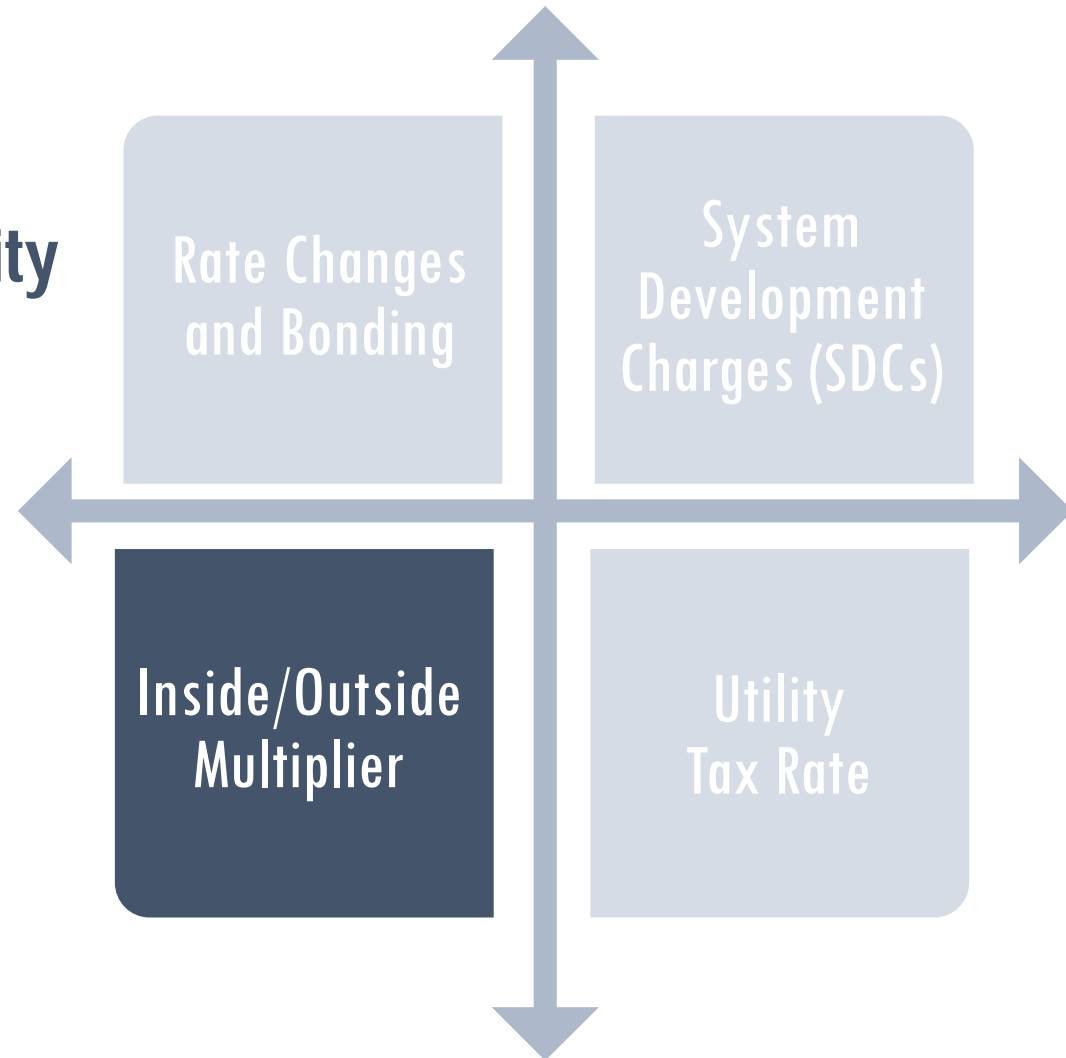 ity
Rate Changes
and Bonding
System
Development
Charges (SDCs)
Inside/Outside
Multiplier
Utility
Tax Rate